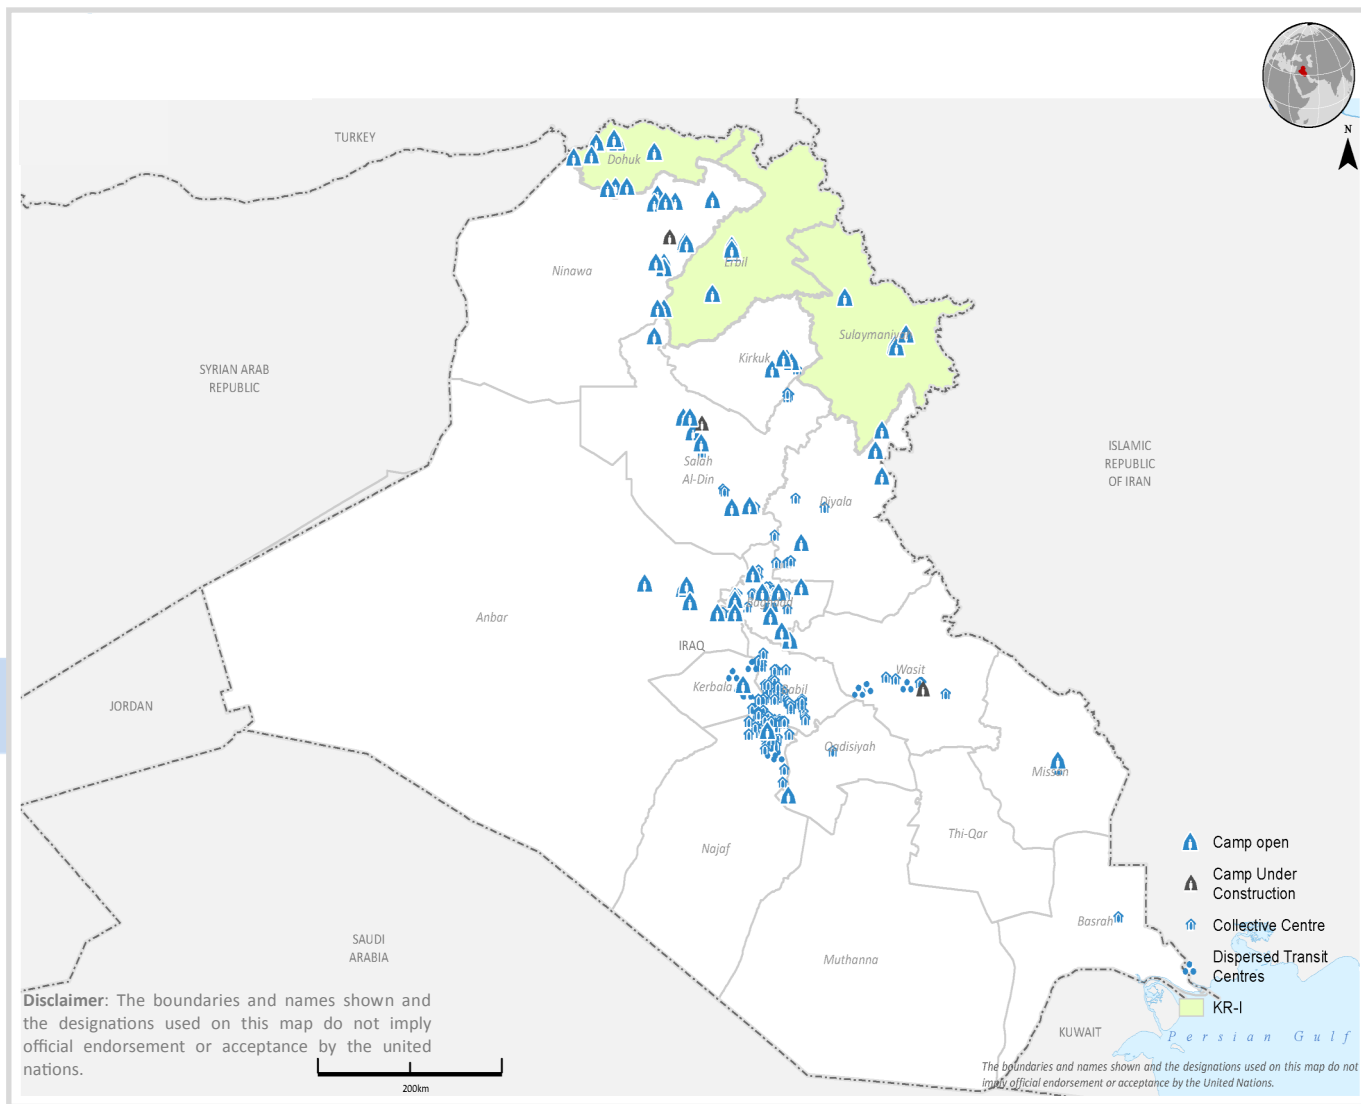 N
TURKEY
Dohuk
Ninawa
Erbil
Sulaymaniyah
Kirkuk
SYRIAN ARAB
REPUBLIC
ISLAMIC
REPUBLIC
OF IRAN
Salah
Al-Din
Diyala
Anbar
Baghdad
IRAQ
Wasit
Kerbala
Babil
JORDAN
Qadisiyah
Missan
Thi-Qar
Najaf
Basrah
Muthanna
SAUDI
ARABIA
KUWAIT
Persian Gulf
Camp open
Camp Under
Construction
Collective Centre
Dispersed Transit
Centres
KR-I
Disclaimer: The boundaries and names shown and
the designations used on this map do not imply
official endorsement or acceptance by the united
nations.
200km
The boundaries and names shown and the designations used on this map do not
imply official endorsement or acceptance by the United Nations.